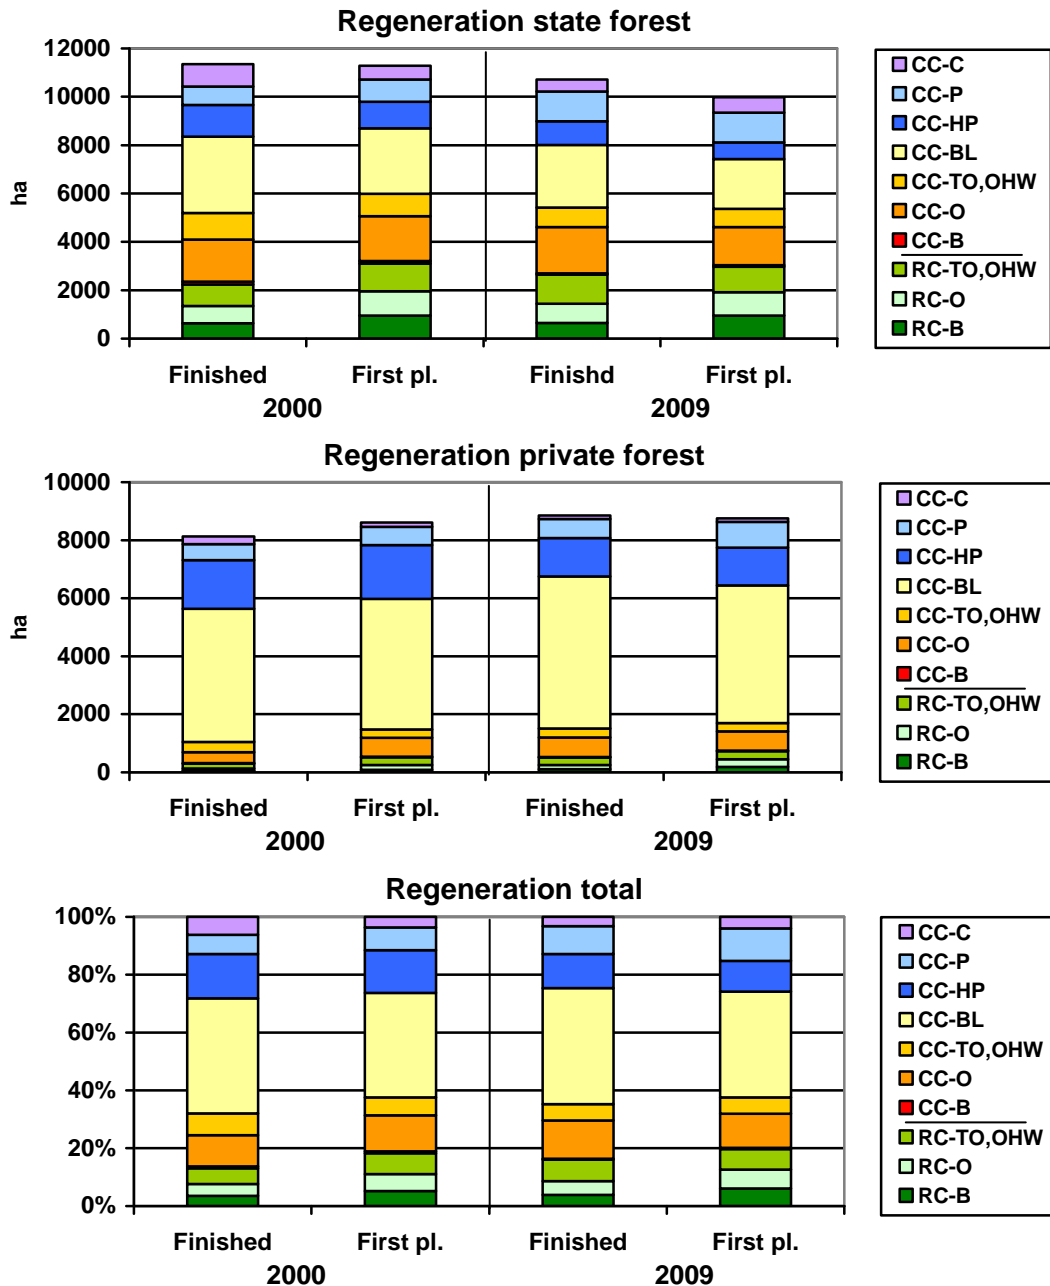 Regeneration state forest
12000
10000
8000
6000
4000
2000
0
ha
Finished First pl. Finishd First pl.
2000 2009
CC-C
CC-P
CC-HP
CC-BL
CC-TO,OHW
CC-O
CC-B
RC-TO,OHW
RC-O
RC-B
Regeneration private forest
10000
8000
6000
4000
2000
0
ha
Finished First pl. Finished First pl.
2000 2009
CC-C
CC-P
CC-HP
CC-BL
CC-TO,OHW
CC-O
CC-B
RC-TO,OHW
RC-O
RC-B
Regeneration total
100%
80%
60%
40%
20%
0%
Finished First pl. Finished First pl.
2000 2009
CC-C
CC-P
CC-HP
CC-BL
CC-TO,OHW
CC-O
CC-B
RC-TO,OHW
RC-O
RC-B